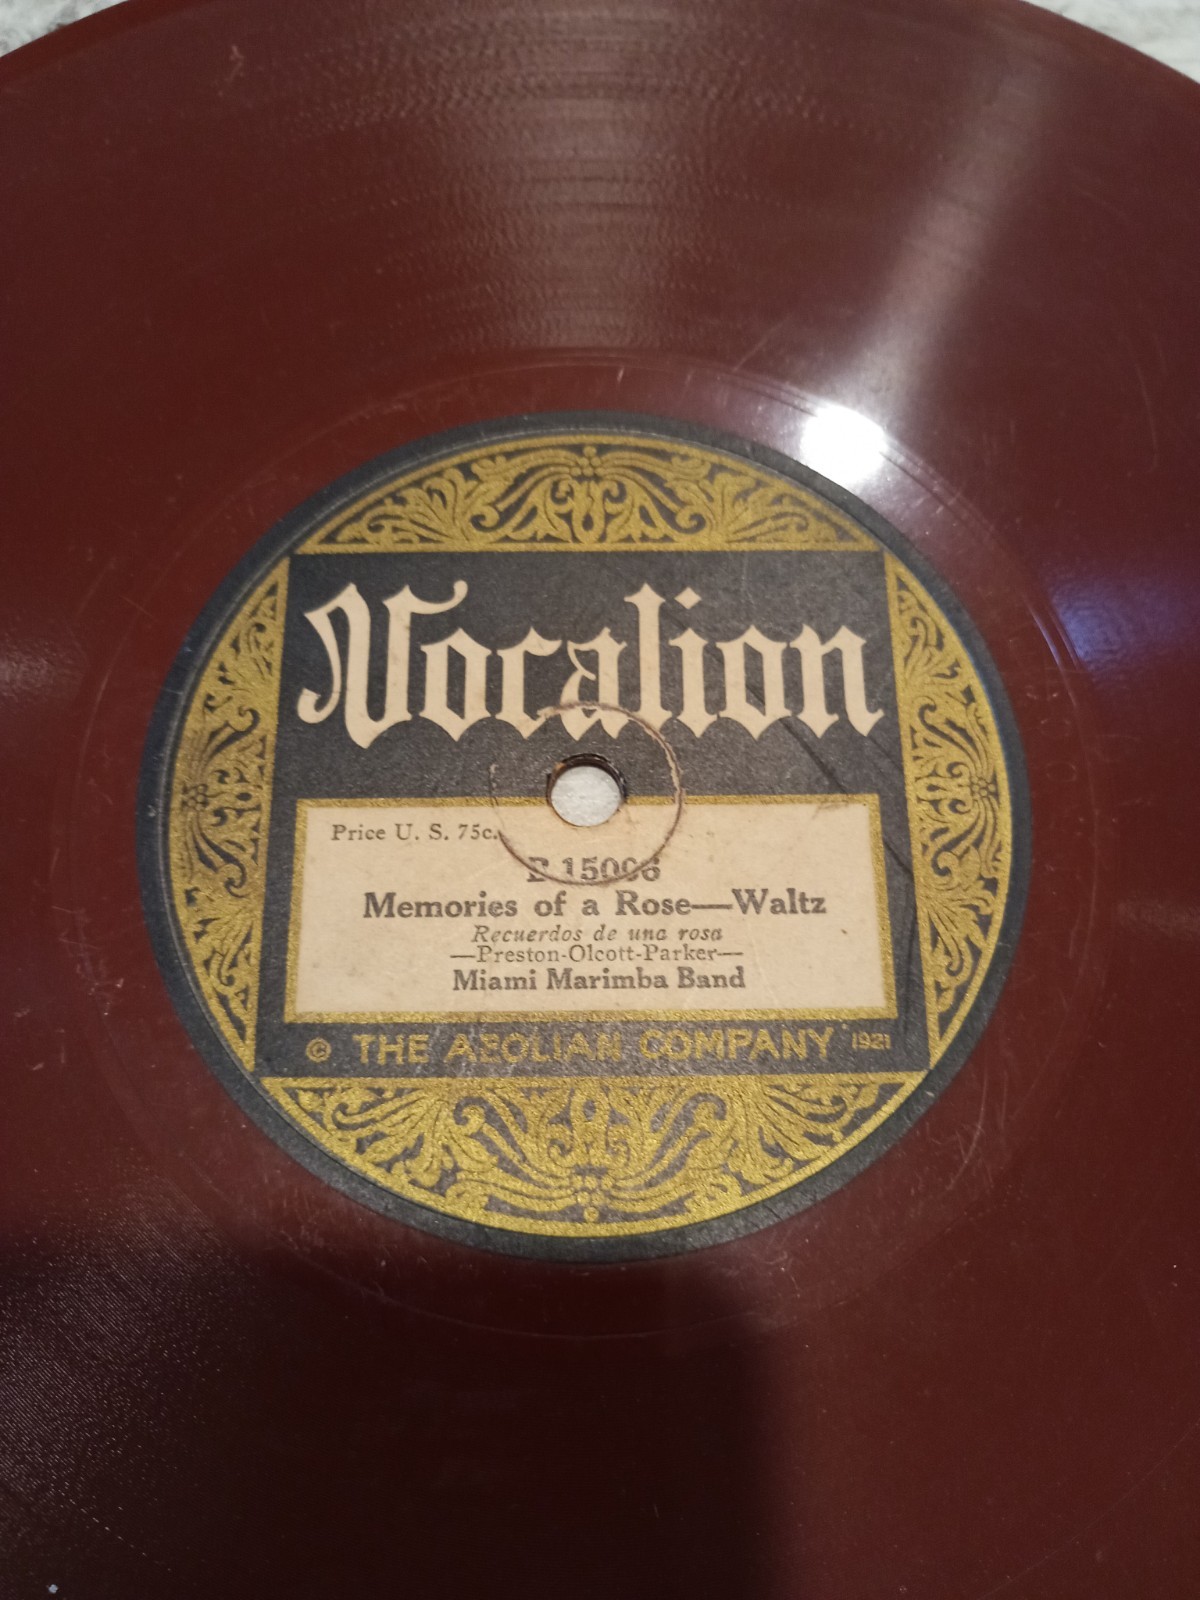 Vocalion
Price U. S. 75c.
B 15006
Memories of a Rose—Waltz
Recuerdos de una rosa
—Preston-Olcott-Parker—
Miami Marimba Band
© THE AEOLIAN COMPANY 1921